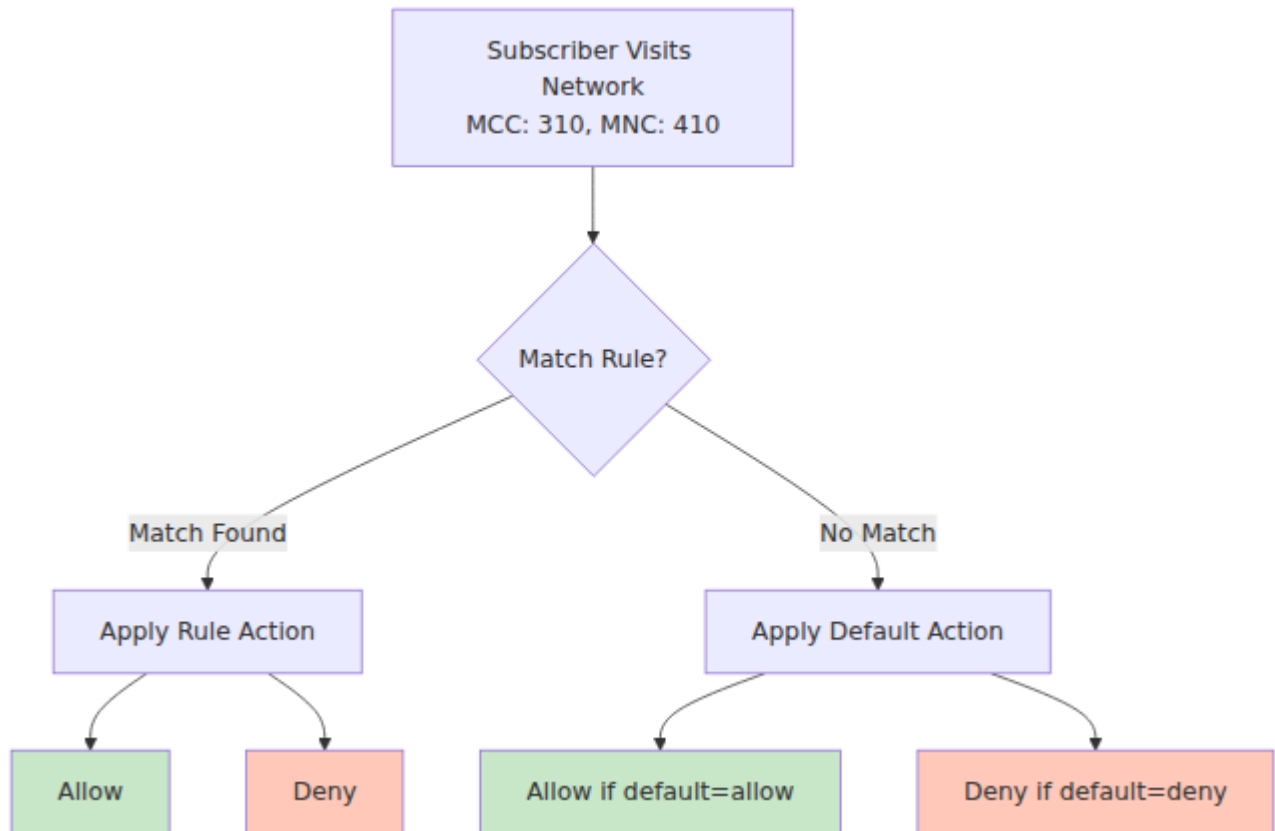 Subscriber Visits
Network
MCC: 310, MNC: 410
Match Rule?
Match Found
No Match
Apply Rule Action
Apply Default Action
Allow
Deny
Allow if default=allow
Deny if default=deny